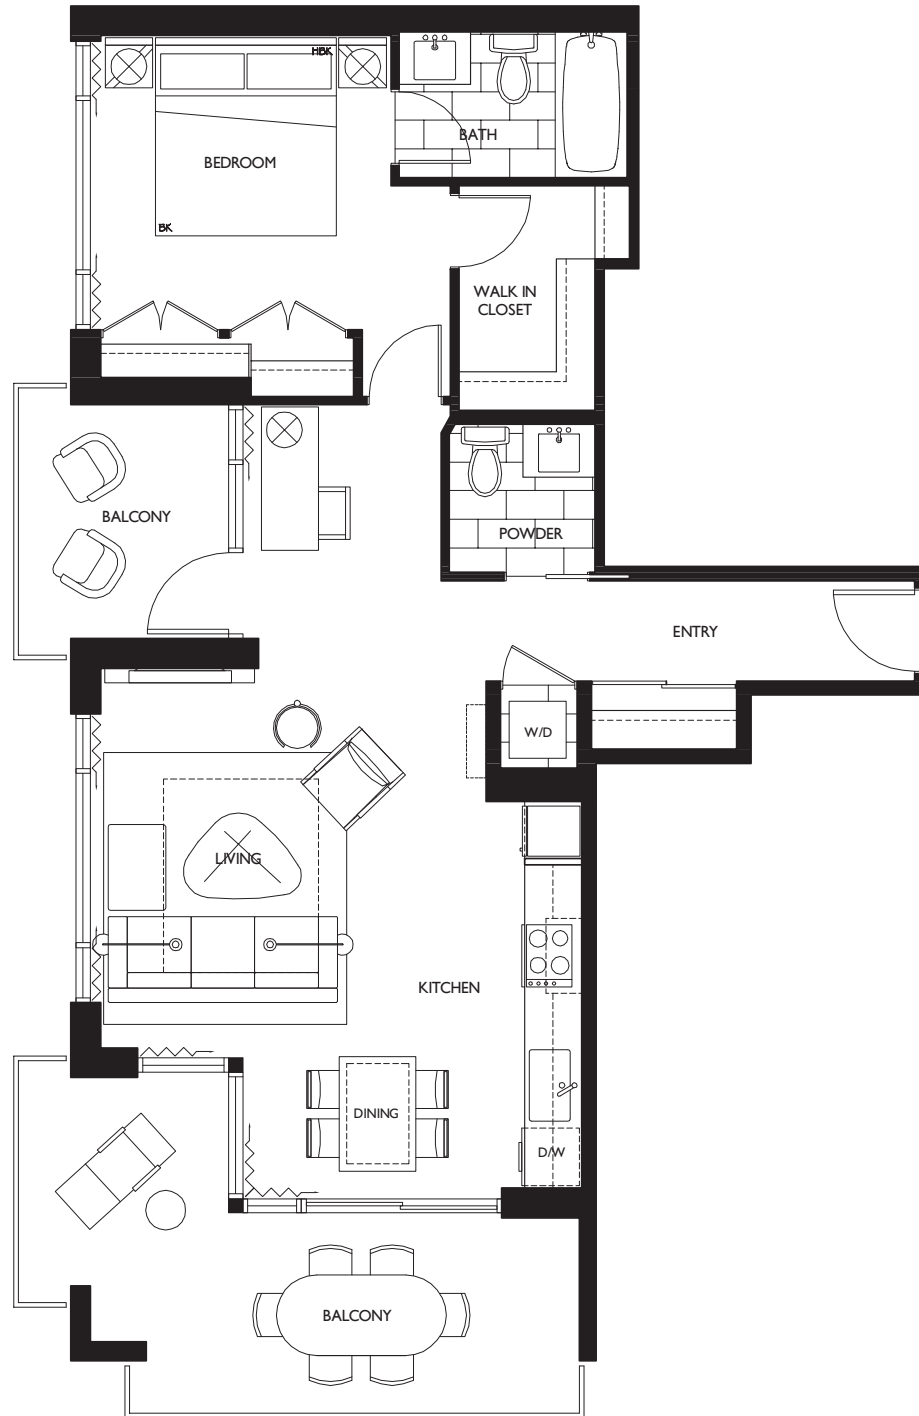 HBK
BATH
BEDROOM
BK
WALK IN
CLOSET
BALCONY
POWDER
ENTRY
W/D
LIVING
KITCHEN
DINING
D/W
BALCONY